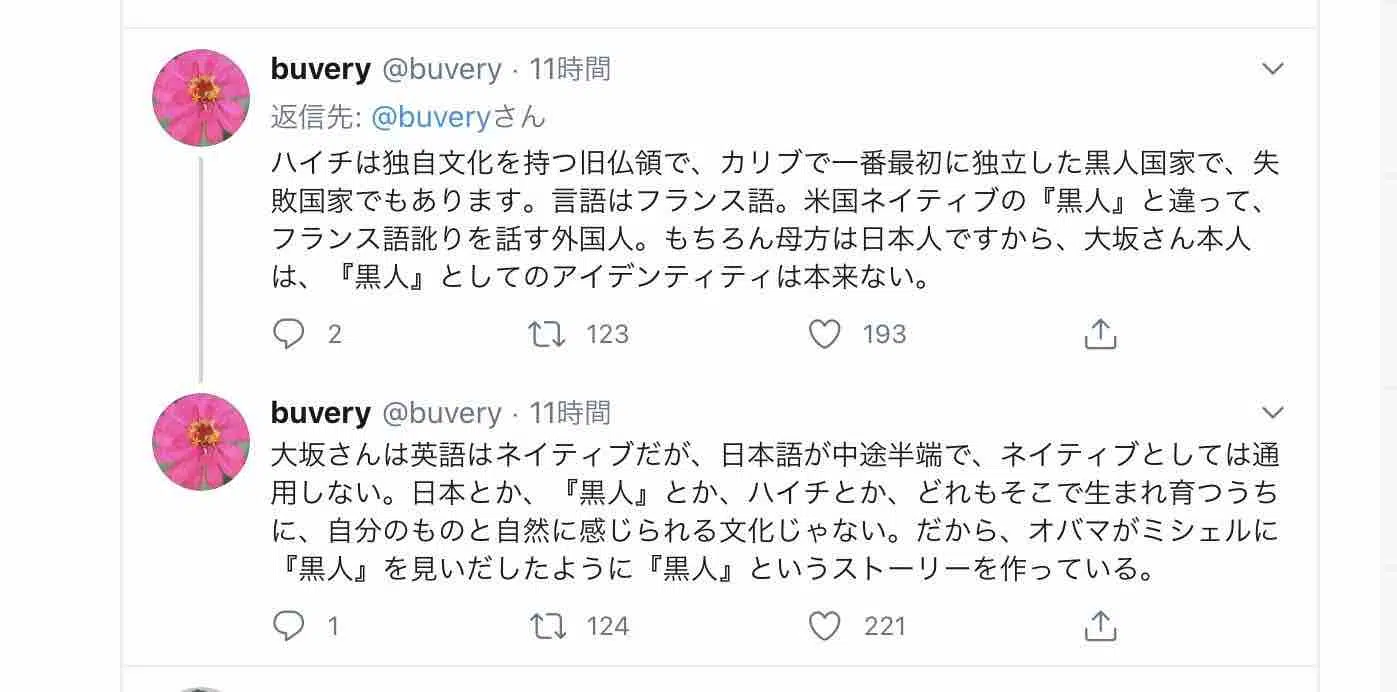 buvery @buvery · 11時間
返信先: @buveryさん
ハイチは独自文化を持つ旧仏領で、カリブで一番最初に独立した黒人国家で、失
敗国家でもあります。言語はフランス語。米国ネイティブの『黒人』と違って、
フランス語訛りを話す外国人。もちろん母方は日本人ですから、大坂さん本人
は、『黒人』としてのアイデンティティは本来ない。
2 123 193
buvery @buvery · 11時間
大坂さんは英語はネイティブだが、日本語が中途半端で、ネイティブとしては通
用しない。日本とか、『黒人』とか、ハイチとか、どれもそこで生まれ育つうち
に、自分のものと自然に感じられる文化じゃない。だから、オバマがミシェルに
『黒人』を見いだしたように『黒人』というストーリーを作っている。
1 124 221